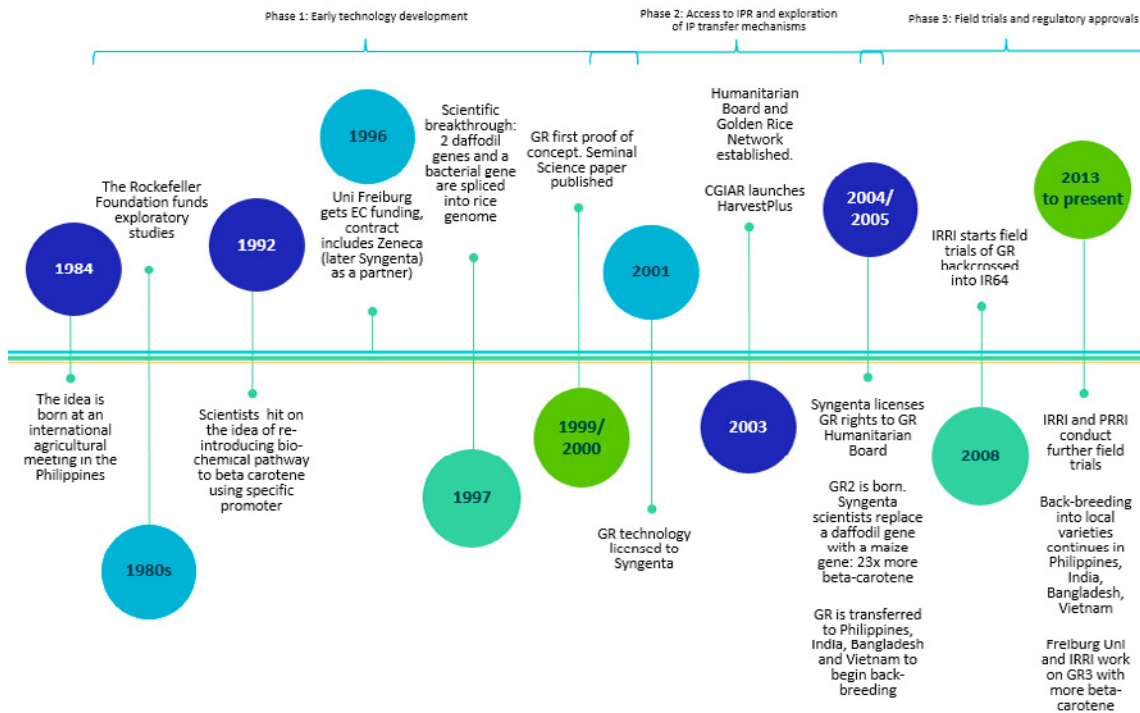 Phase 1: Early technology development
Phase 2: Access to IPR and exploration
of IP transfer mechanisms
Phase 3: Field trials and regulatory approvals
1984
The idea is
born at an
international
agricultural
meeting in the
Philippines
The Rockefeller
Foundation funds
exploratory
studies
1980s
1992
Scientists hit on
the idea of re-
introducing bio-
chemical pathway
to beta carotene
using specific
promoter
1996
Uni Freiburg
gets EC funding,
contract
includes Zeneca
(later Syngenta)
as a partner)
Scientific
breakthrough:
2 daffodil
genes and a
bacterial gene
are spliced
into rice
genome
1997
GR first proof of
concept. Seminal
Science paper
published
1999/
2000
2001
GR technology
licensed to
Syngenta
Humanitarian
Board and
Golden Rice
Network
established.
CGIAR launches
HarvestPlus
2003
2004/
2005
Syngenta licenses
GR rights to GR
Humanitarian
Board
GR2 is born.
Syngenta
scientists replace
a daffodil gene
with a maize
gene: 23x more
beta-carotene
GR is transferred
to Philippines,
India, Bangladesh
and Vietnam to
begin back-
breeding
IRRI starts field
trials of GR
backcrossed
into IR64
2008
2013
to present
IRRI and PRRI
conduct
further field
trials
Back-breeding
into local
varieties
continues in
Philippines,
India,
Bangladesh,
Vietnam
Freiburg Uni
and IRRI work
on GR3 with
more beta-
carotene